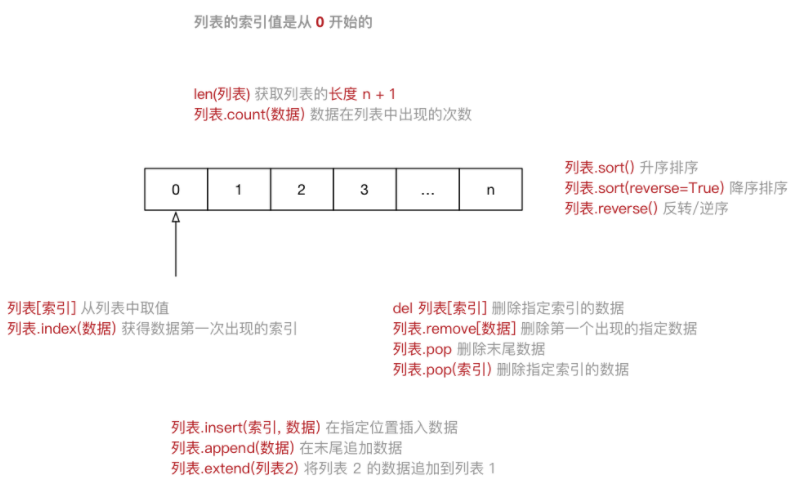 列表的索引值是从 0 开始的
len(列表) 获取列表的长度 n + 1
列表.count(数据) 数据在列表中出现的次数
0 1 2 3 ... n
列表.sort() 升序排序
列表.sort(reverse=True) 降序排序
列表.reverse() 反转/逆序
列表[索引] 从列表中取值
列表.index(数据) 获得数据第一次出现的索引
del 列表[索引] 删除指定索引的数据
列表.remove[数据] 删除第一个出现的指定数据
列表.pop 删除末尾数据
列表.pop(索引) 删除指定索引的数据
列表.insert(索引, 数据) 在指定位置插入数据
列表.append(数据) 在末尾追加数据
列表.extend(列表2) 将列表 2 的数据追加到列表 1